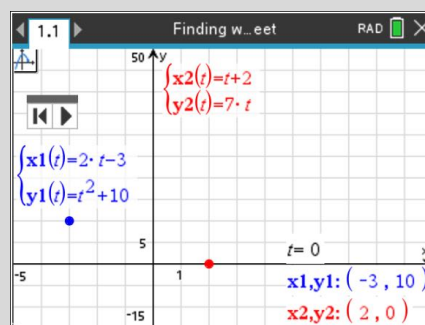 1.1 Finding w...eet RAD
50 y
x2(t)=t+2
y2(t)=7·t
x1(t)=2·t−3
y1(t)=t²+10
5
t= 0
-5 1 x
x1,y1: ( -3 , 10 )
-15
x2,y2: ( 2 , 0 )